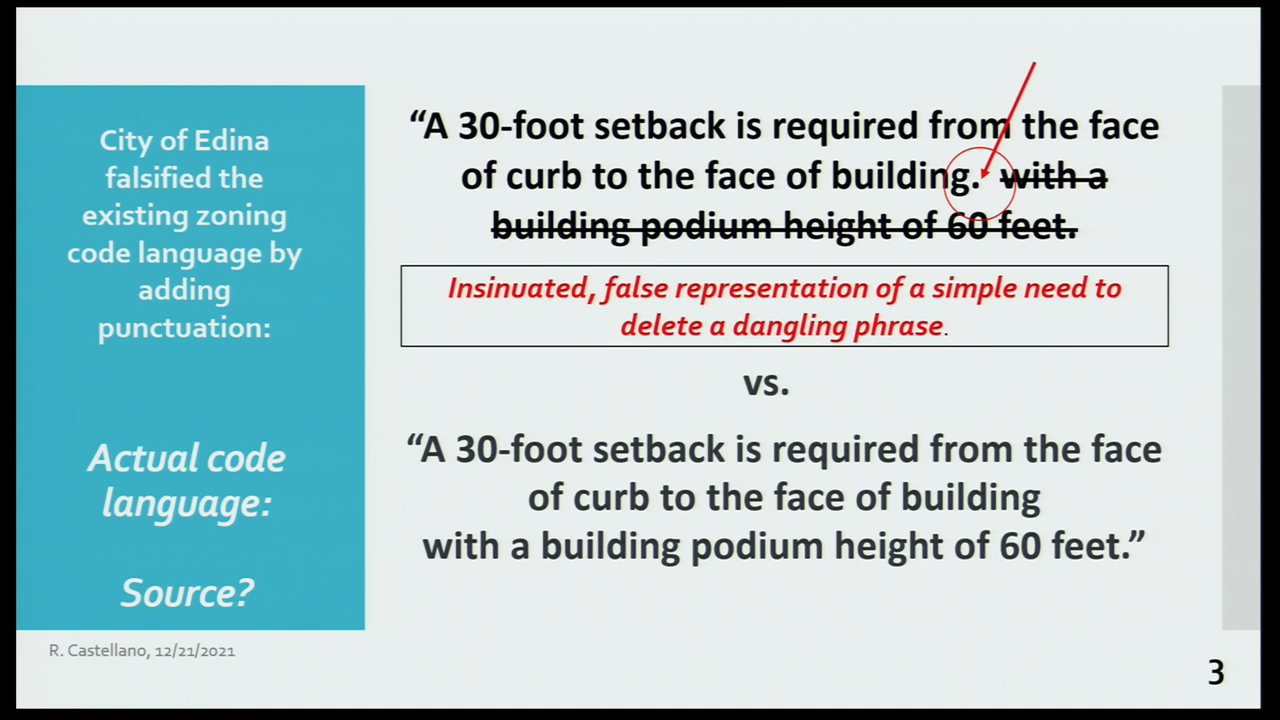 City of Edina
falsified the
existing zoning
code language by
adding
punctuation:
Actual code
language:
Source?
“A 30-foot setback is required from the face
of curb to the face of building. with a
building podium height of 60 feet.
Insinuated, false representation of a simple need to
delete a dangling phrase.
vs.
“A 30-foot setback is required from the face
of curb to the face of building
with a building podium height of 60 feet.”
R. Castellano, 12/21/2021
3